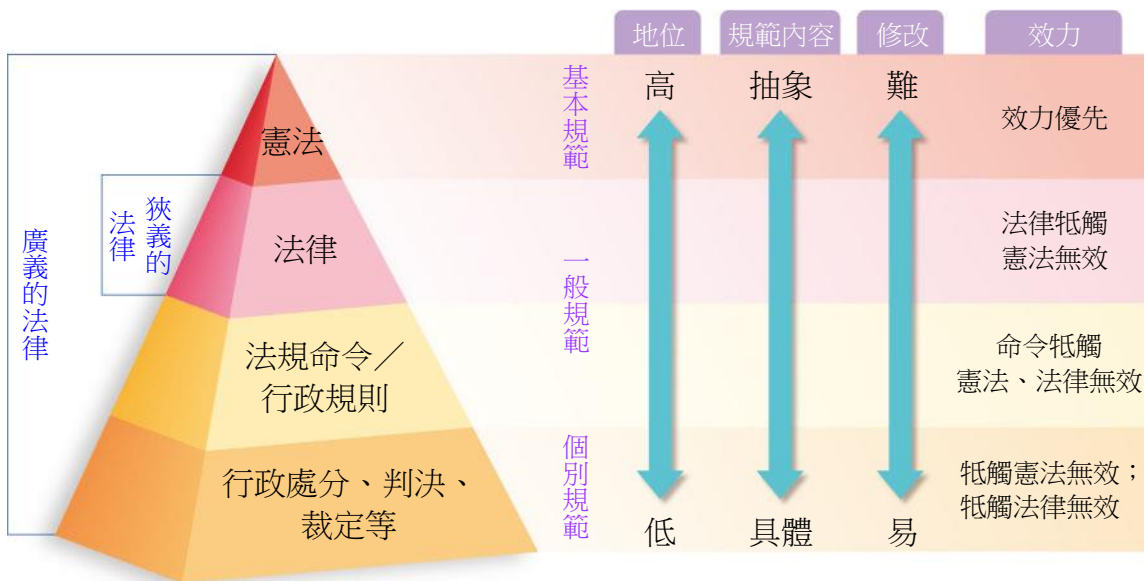 地位
規範內容
修改
效力
廣義的法律
狹義的
法律
憲法
法律
法規命令／
行政規則
行政處分、判決、
裁定等
基本規範
一般規範
個別規範
高
低
抽象
具體
難
易
效力優先
法律牴觸
憲法無效
命令牴觸
憲法、法律無效
牴觸憲法無效；
牴觸法律無效